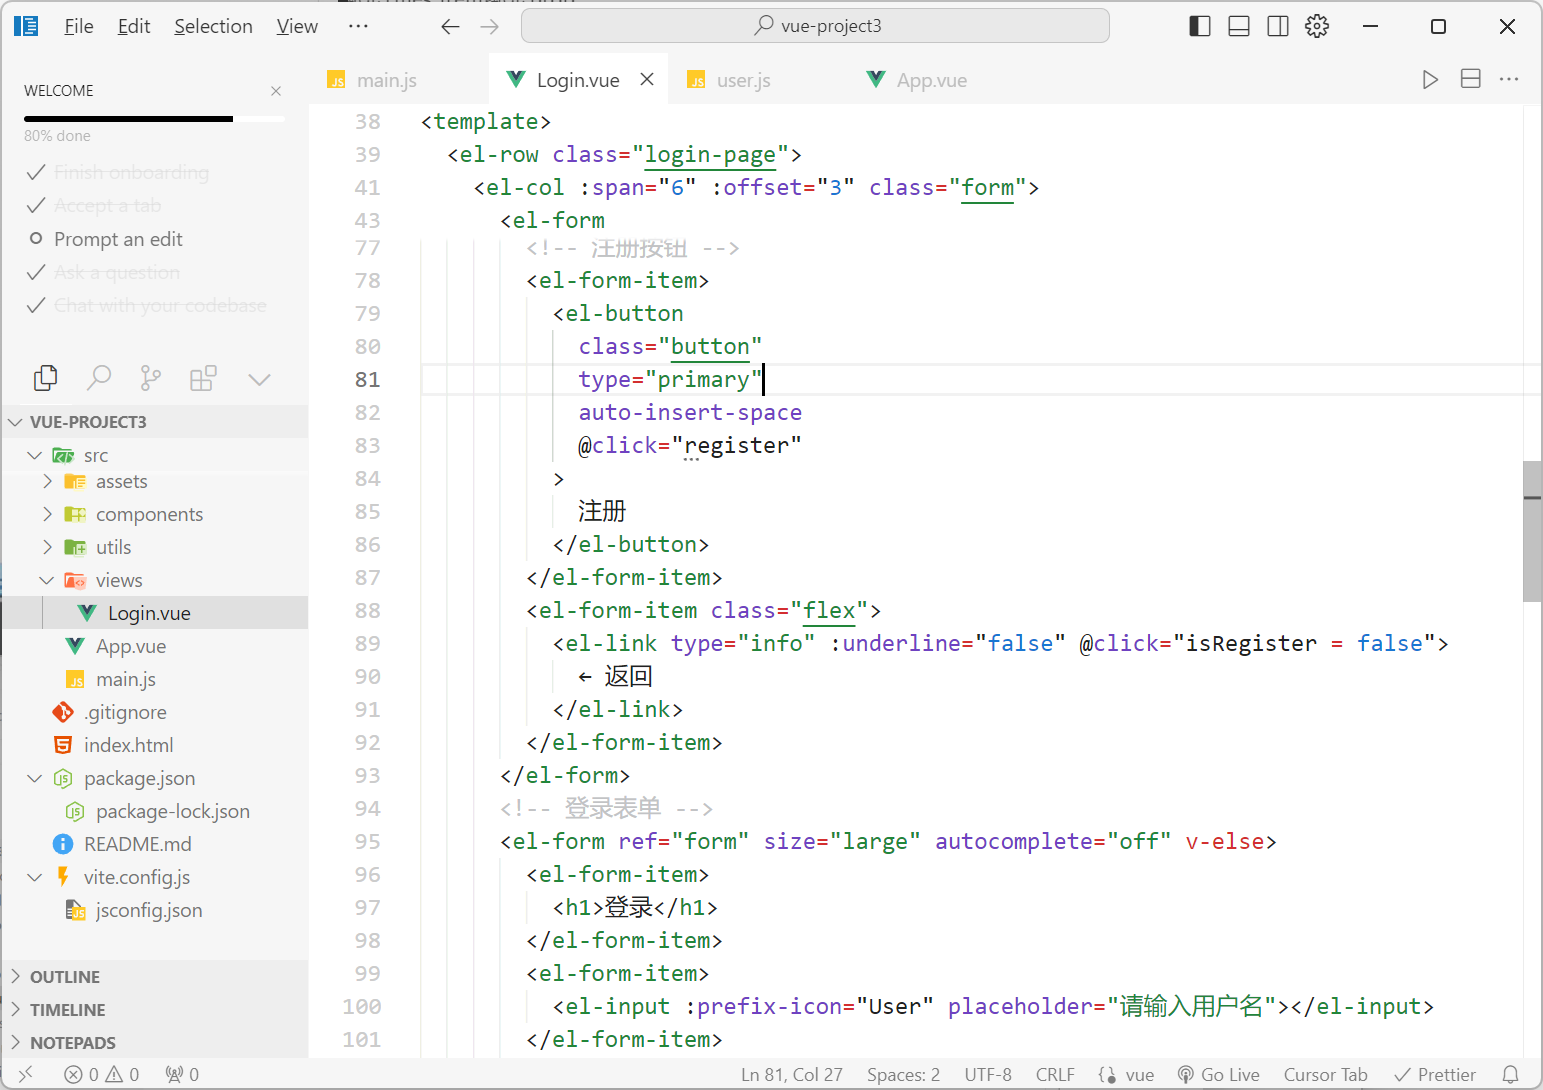 File Edit Selection View ··· vue-project3
WELCOME
80% done
Finish onboarding
Accept a tab
Prompt an edit
Ask a question
Chat with your codebase
VUE-PROJECT3
src
assets
components
utils
views
Login.vue
App.vue
main.js
.gitignore
index.html
package.json
package-lock.json
README.md
vite.config.js
jsconfig.json
OUTLINE
TIMELINE
NOTEPADS
main.js Login.vue user.js App.vue
38 <template>
39 <el-row class="login-page">
41 <el-col :span="6" :offset="3" class="form">
43 <el-form
77 <!-- 注册按钮 -->
78 <el-form-item>
79 <el-button
80 class="button"
81 type="primary"
82 auto-insert-space
83 @click="register"
84 >
85 注册
86 </el-button>
87 </el-form-item>
88 <el-form-item class="flex">
89 <el-link type="info" :underline="false" @click="isRegister = false">
90 ← 返回
91 </el-link>
92 </el-form-item>
93 </el-form>
94 <!-- 登录表单 -->
95 <el-form ref="form" size="large" autocomplete="off" v-else>
96 <el-form-item>
97 <h1>登录</h1>
98 </el-form-item>
99 <el-form-item>
100 <el-input :prefix-icon="User" placeholder="请输入用户名"></el-input>
101 </el-form-item>
0 0 0 Ln 81, Col 27 Spaces: 2 UTF-8 CRLF vue Go Live Cursor Tab Prettier